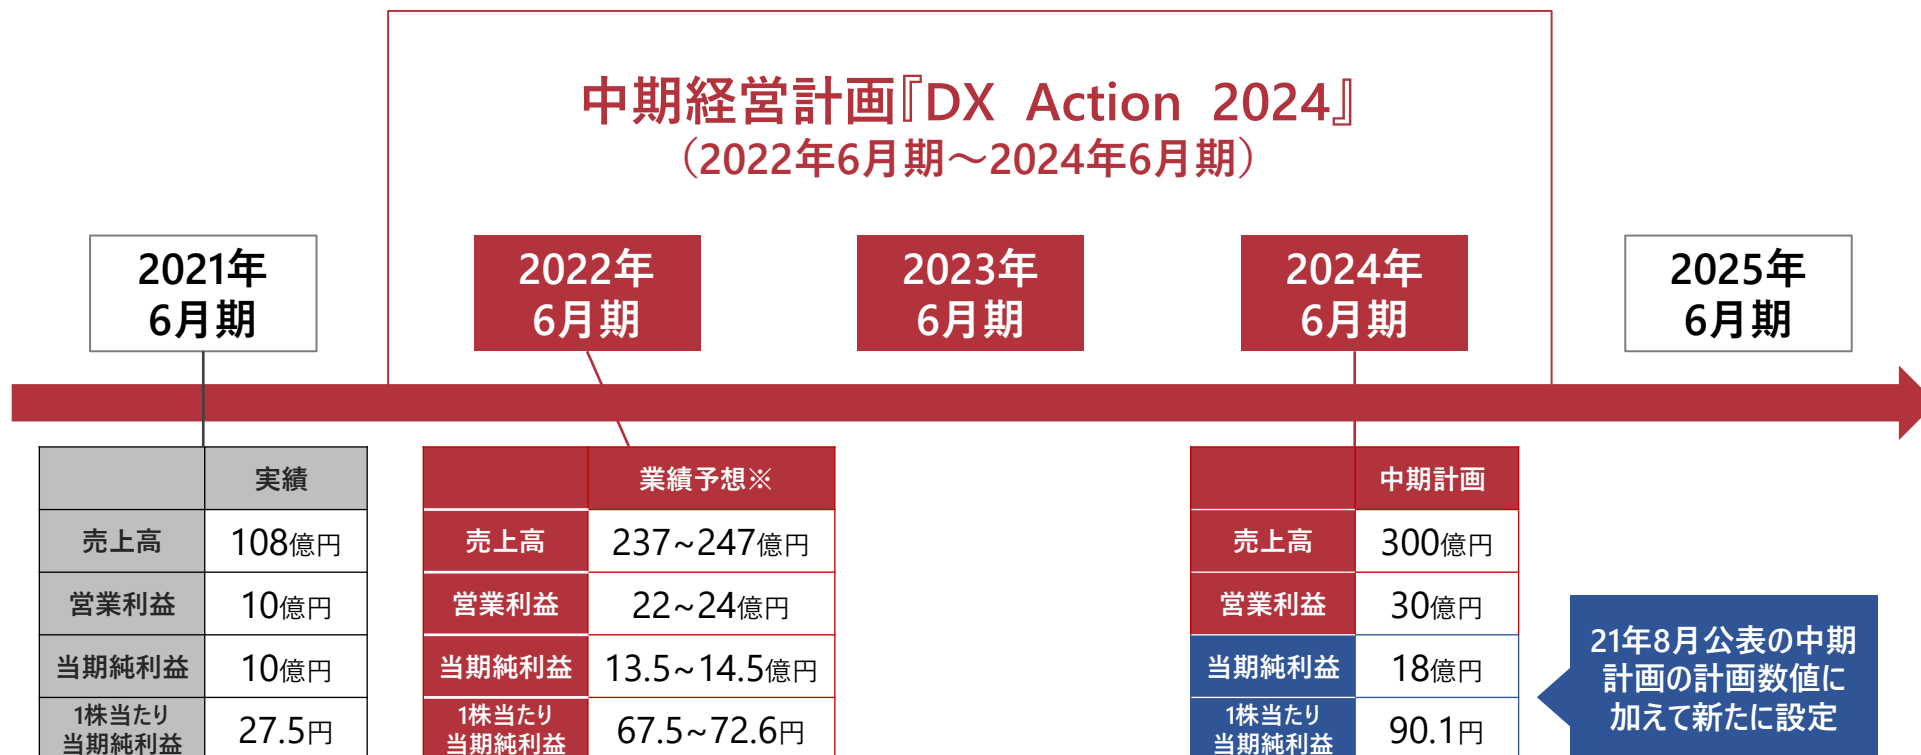 中期経営計画『DX Action 2024』
（2022年6月期～2024年6月期）
2021年
6月期
2022年
6月期
2023年
6月期
2024年
6月期
2025年
6月期
実績
売上高 108億円
営業利益 10億円
当期純利益 10億円
1株当たり
当期純利益 27.5円
業績予想※
売上高 237~247億円
営業利益 22~24億円
当期純利益 13.5~14.5億円
1株当たり
当期純利益 67.5~72.6円
中期計画
売上高 300億円
営業利益 30億円
当期純利益 18億円
1株当たり
当期純利益 90.1円
21年8月公表の中期
計画の計画数値に
加えて新たに設定